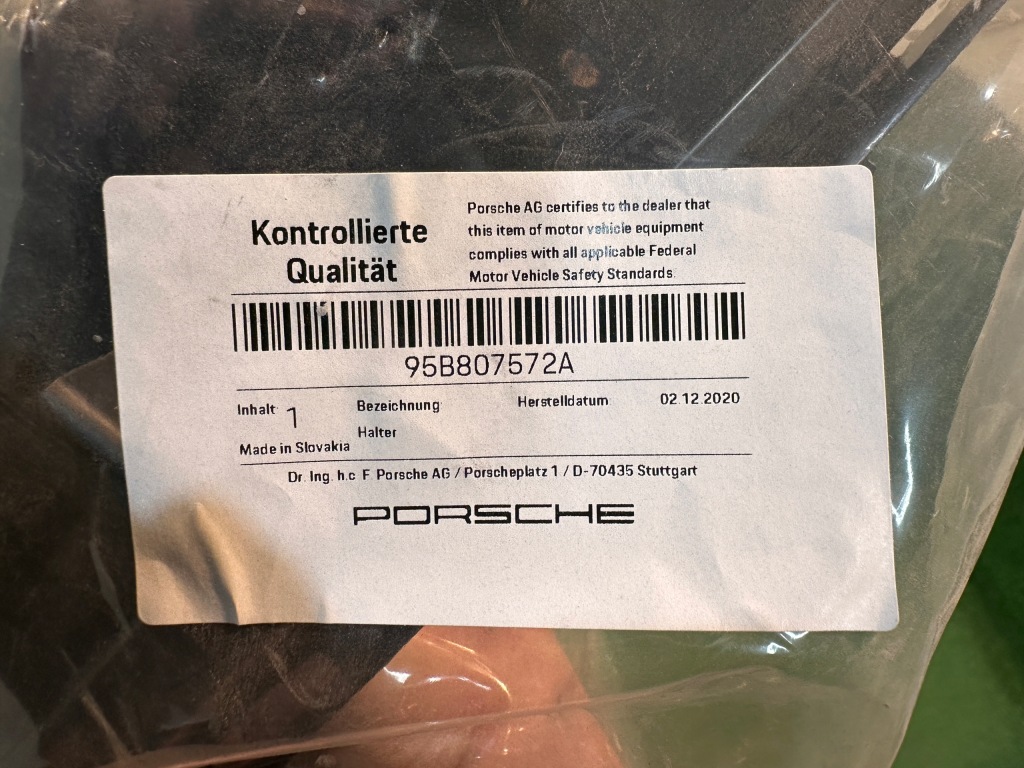 Kontrollierte
Qualität
Porsche AG certifies to the dealer that
this item of motor vehicle equipment
complies with all applicable Federal
Motor Vehicle Safety Standards.
95B807572A
Inhalt: 1
Bezeichnung:
Herstelldatum:
02.12.2020
Halter
Made in Slovakia
Dr. Ing. h.c. F. Porsche AG / Porscheplatz 1 / D-70435 Stuttgart
PORSCHE